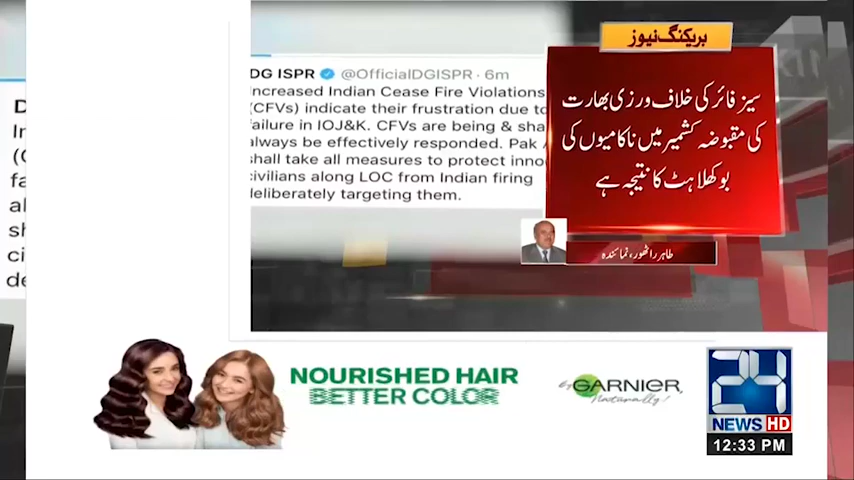 DG ISPR @OfficialDGISPR · 6m
Increased Indian Cease Fire Violations
(CFVs) indicate their frustration due to
failure in IOJ&K. CFVs are being & sha
always be effectively responded. Pak
shall take all measures to protect inno
civilians along LOC from Indian firing
deliberately targeting them.
بریکنگ نیوز
سیز فائر کی خلاف ورزی بھارت
کی مقبوضہ کشمیر میں ناکامیوں کی
بوکھلاہٹ کا نتیجہ ہے
طاہر راٹھور، نمائندہ
NOURISHED HAIR
BETTER COLOR
by GARNIER,
Naturally!
24
NEWS HD
12:33 PM